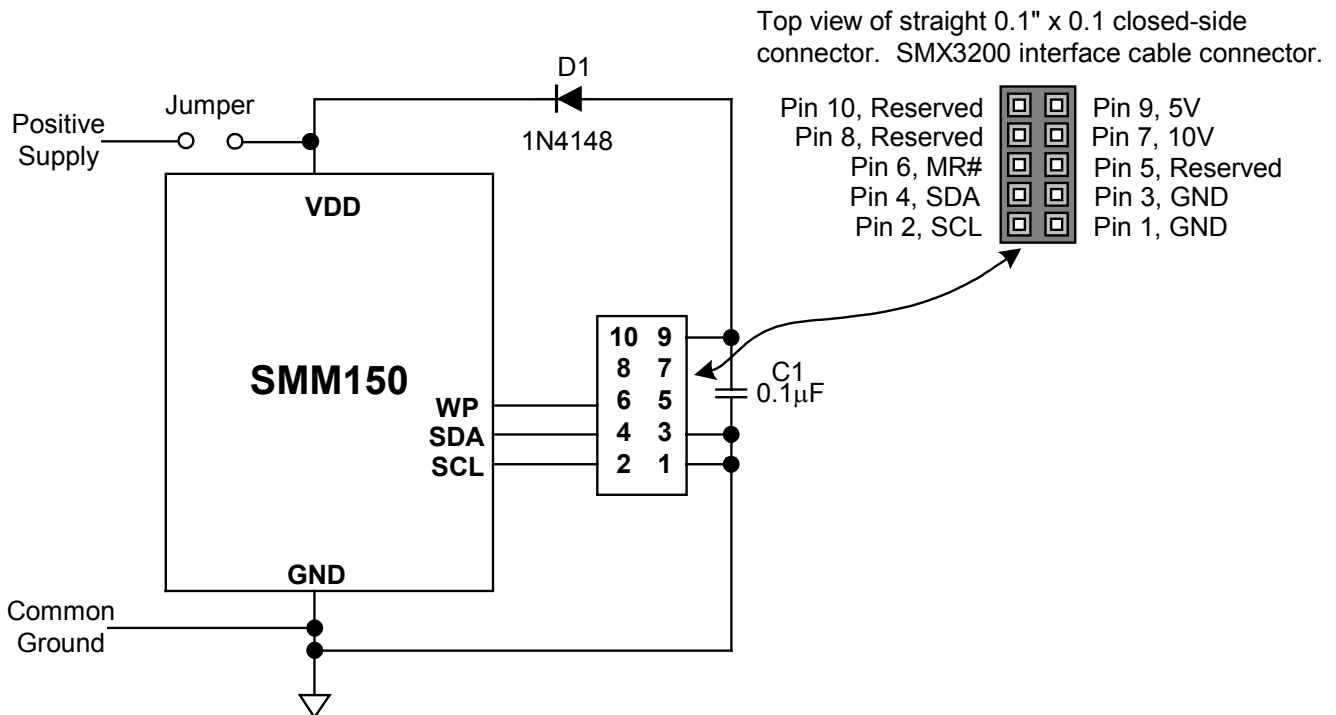 Top view of straight 0.1" x 0.1 closed-side
connector. SMX3200 interface cable connector.
D1
1N4148
Jumper
Positive
Supply
Pin 10, Reserved
Pin 9, 5V
Pin 8, Reserved
Pin 7, 10V
Pin 6, MR#
Pin 5, Reserved
Pin 4, SDA
Pin 3, GND
Pin 2, SCL
Pin 1, GND
VDD
SMM150
WP
SDA
SCL
GND
10 9
8 7
6 5
4 3
2 1
C1
0.1µF
Common
Ground